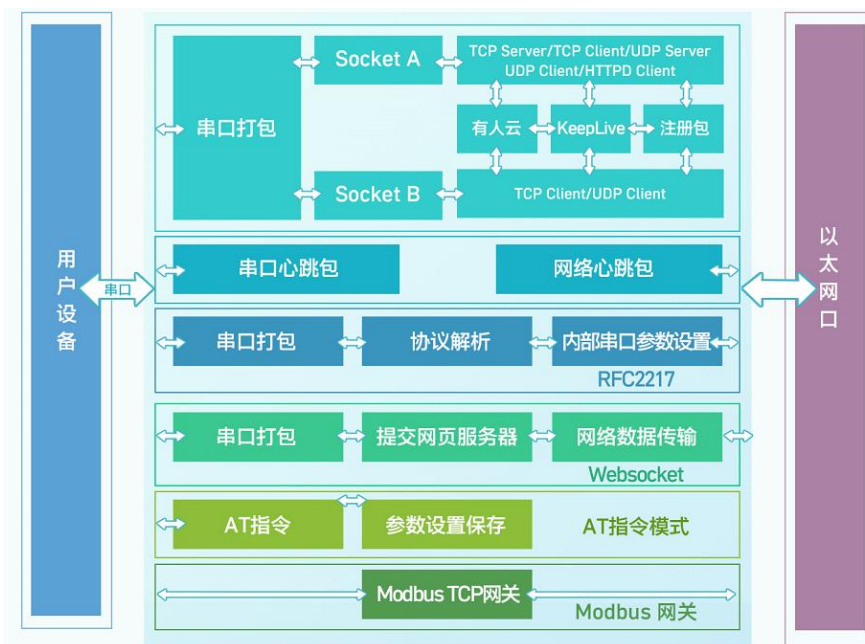 用户设备
串口
串口打包
Socket A
TCP Server/TCP Client/UDP Server
UDP Client/HTTPD Client
有人云
KeepLive
注册包
Socket B
TCP Client/UDP Client
串口心跳包
网络心跳包
串口打包
协议解析
内部串口参数设置
RFC2217
串口打包
提交网页服务器
网络数据传输
Websocket
AT指令
参数设置保存
AT指令模式
Modbus TCP网关
Modbus 网关
以太网口